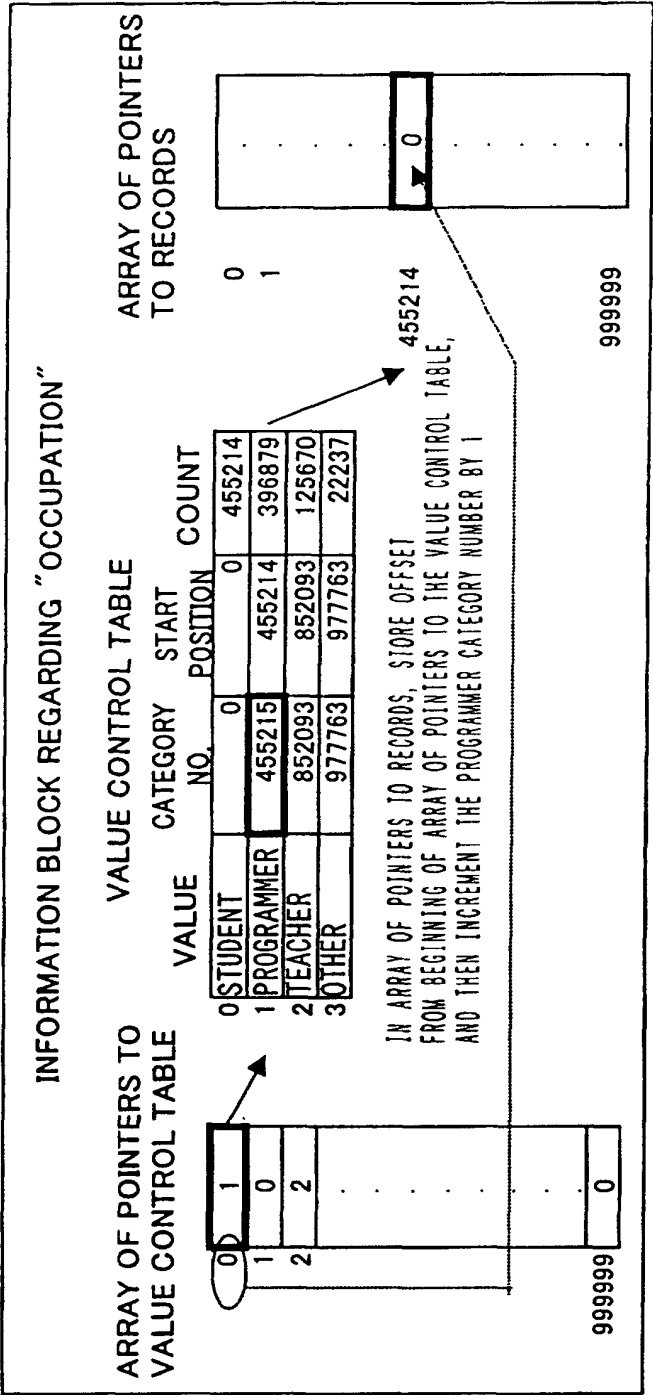 INFORMATION BLOCK REGARDING "OCCUPATION"
ARRAY OF POINTERS TO
VALUE CONTROL TABLE
0 1
1 0
2 2
. . . . . .
999999 0
VALUE CONTROL TABLE
VALUE CATEGORY NO. START POSITION COUNT
0 STUDENT 0 0 455214
1 PROGRAMMER 455215 455214 396879
2 TEACHER 852093 852093 125670
3 OTHER 977763 977763 22237
IN ARRAY OF POINTERS TO RECORDS, STORE OFFSET
FROM BEGINNING OF ARRAY OF POINTERS TO THE VALUE CONTROL TABLE,
AND THEN INCREMENT THE PROGRAMMER CATEGORY NUMBER BY 1
ARRAY OF POINTERS
TO RECORDS
0
1
455214 0
999999